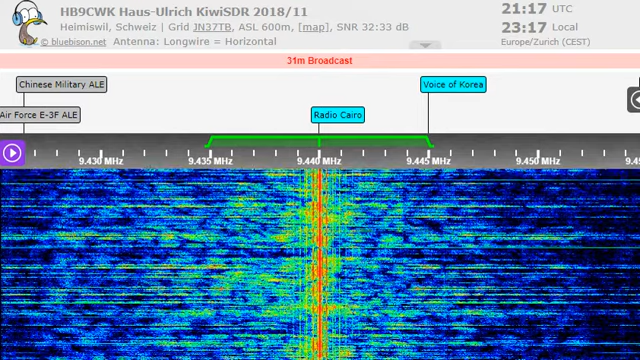 HB9CWK Haus-Ulrich KiwiSDR 2018/11
Heimiswil, Schweiz | Grid JN37TB, ASL 600m, [map], SNR 32:33 dB
© bluebison.net Antenna: Longwire = Horizontal
21:17 UTC
23:17 Local
Europe/Zurich (CEST)
31m Broadcast
Chinese Military ALE
Voice of Korea
Air Force E-3F ALE
Radio Cairo
9.430 MHz
9.435 MHz
9.440 MHz
9.445 MHz
9.450 MHz